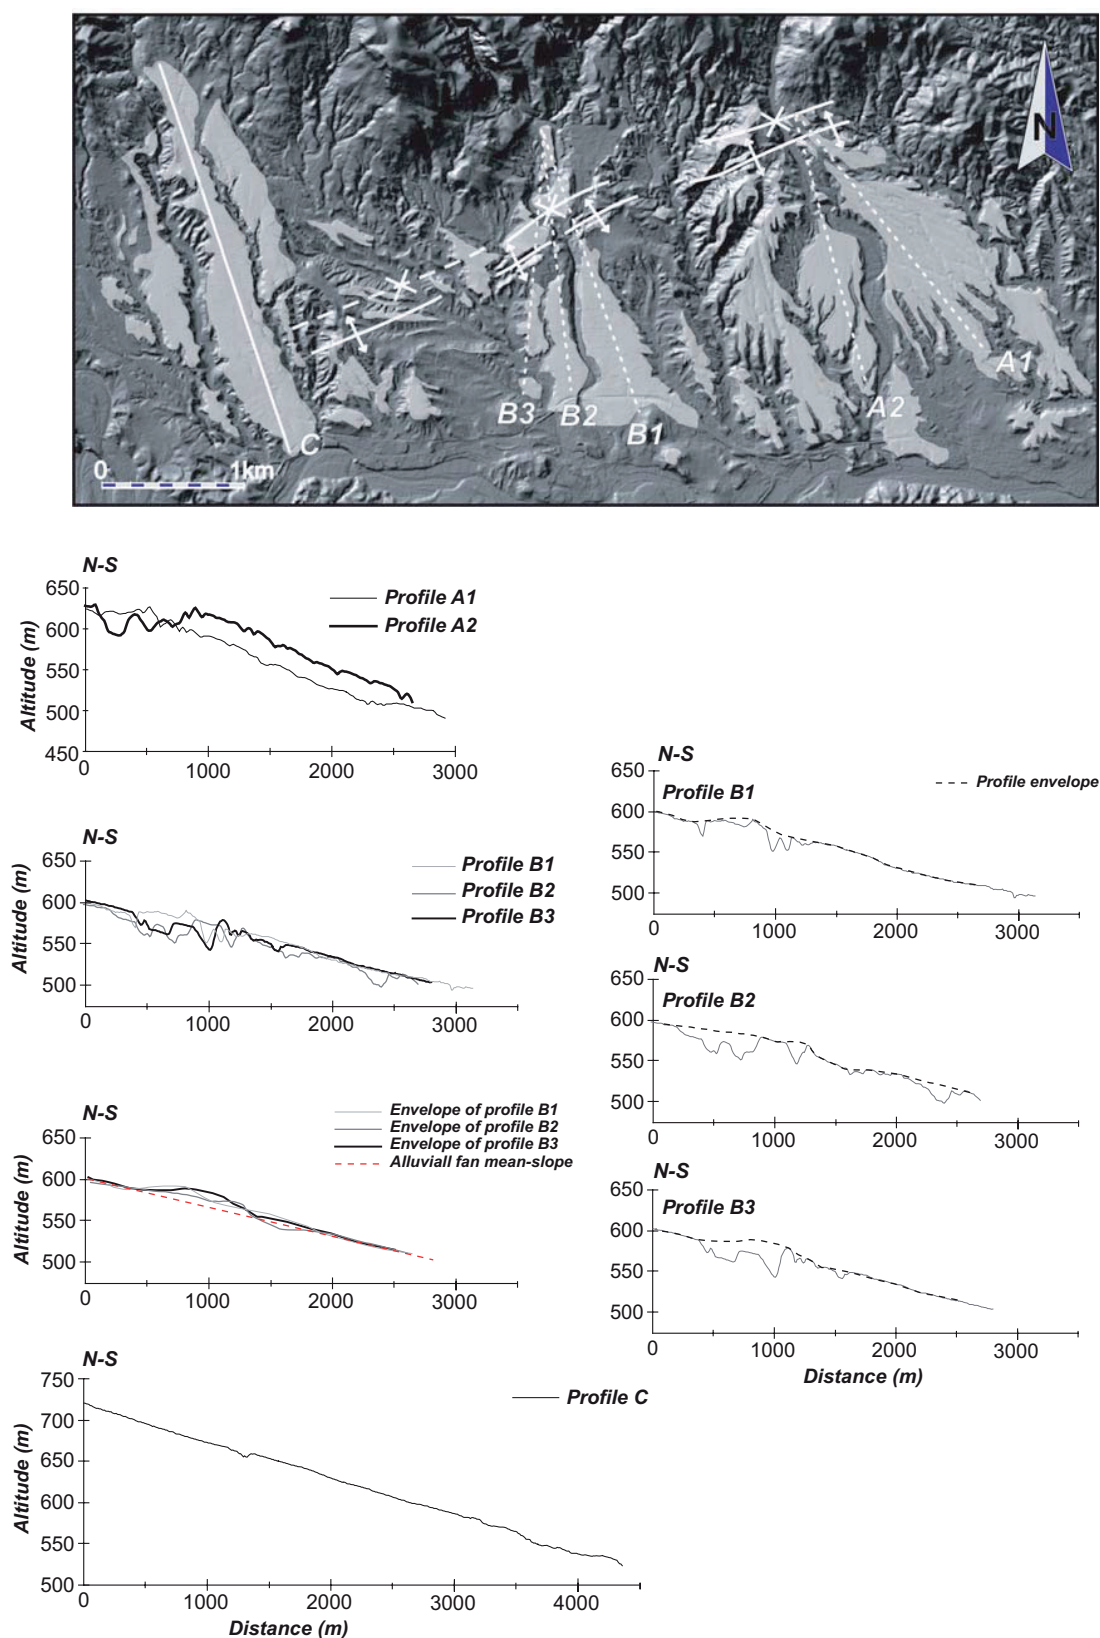 N
A1
A2
B3
B2
B1
C
0 1km
N-S
650
600
550
500
450
Altitude (m)
0 1000 2000 3000
Profile A1
Profile A2
N-S
650
600
550
500
Altitude (m)
0 1000 2000 3000
Profile B1
Profile B2
Profile B3
N-S
650
600
550
500
Altitude (m)
0 1000 2000 3000
Envelope of profile B1
Envelope of profile B2
Envelope of profile B3
Alluviall fan mean-slope
N-S
750
700
650
600
550
500
Altitude (m)
0 1000 2000 3000 4000
Distance (m)
Profile C
N-S
650
600
550
500
Profile B1
Profile envelope
0 1000 2000 3000
N-S
650
600
550
500
Profile B2
0 1000 2000 3000
N-S
650
600
550
500
Profile B3
0 1000 2000 3000
Distance (m)